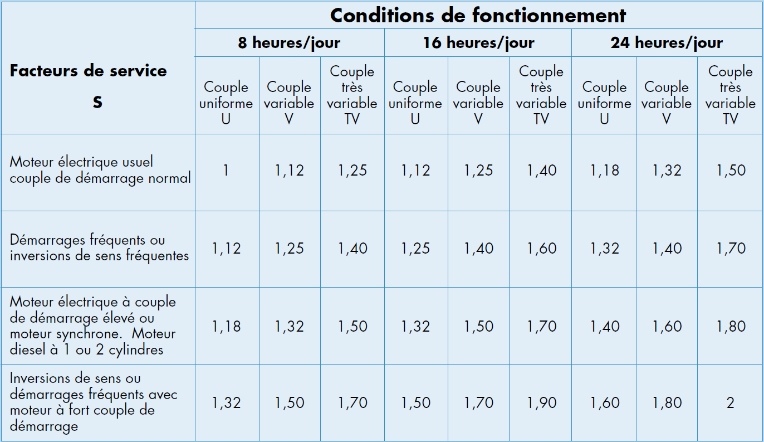 Conditions de fonctionnement
Facteurs de service
S
8 heures/jour 16 heures/jour 24 heures/jour
Couple uniforme U Couple variable V Couple très variable TV Couple uniforme U Couple variable V Couple très variable TV Couple uniforme U Couple variable V Couple très variable TV
Moteur électrique usuel
couple de démarrage normal
1 1,12 1,25 1,12 1,25 1,40 1,18 1,32 1,50
Démarrages fréquents ou
inversions de sens fréquentes
1,12 1,25 1,40 1,25 1,40 1,60 1,32 1,40 1,70
Moteur électrique à couple
de démarrage élevé ou
moteur synchrone. Moteur
diesel à 1 ou 2 cylindres
1,18 1,32 1,50 1,32 1,50 1,70 1,40 1,60 1,80
Inversions de sens ou
démarrages fréquents avec
moteur à fort couple de
démarrage
1,32 1,50 1,70 1,50 1,70 1,90 1,60 1,80 2